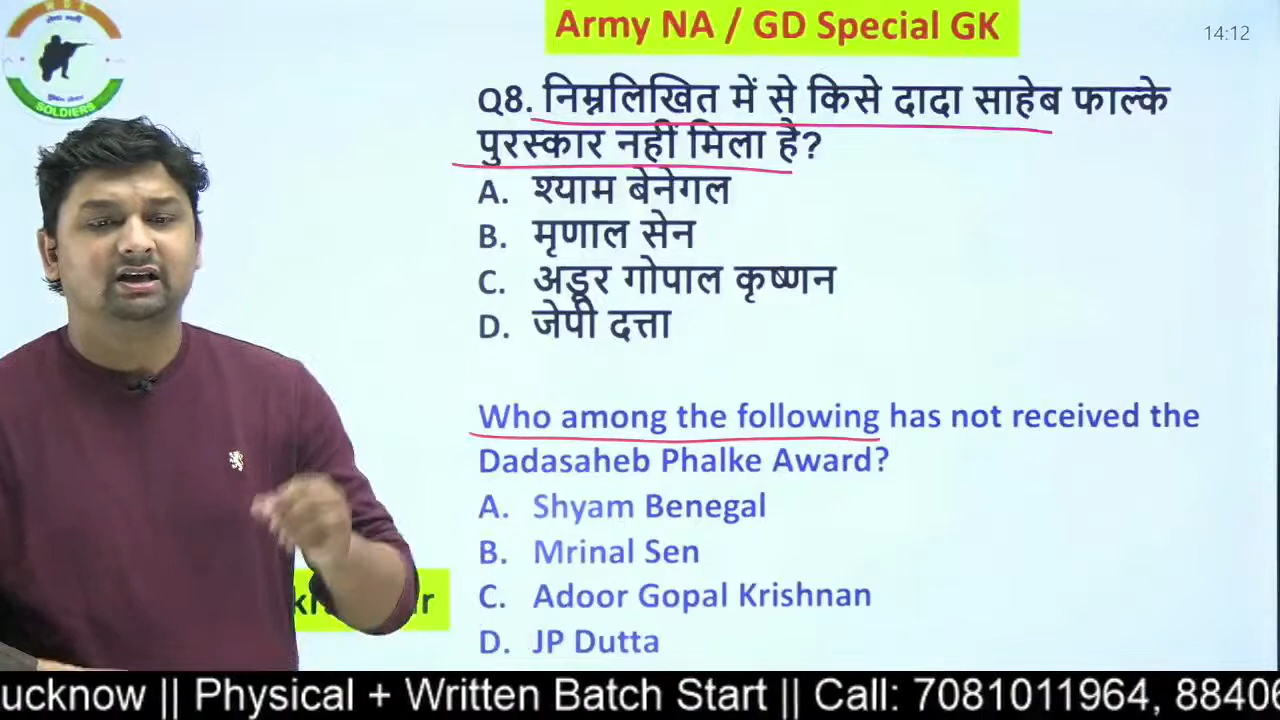 Army NA / GD Special GK
14:12
SOLDIERS
Q8. निम्नलिखित में से किसे दादा साहेब फाल्के
पुरस्कार नहीं मिला है?
A. श्याम बेनेगल
B. मृणाल सेन
C. अडूर गोपाल कृष्णन
D. जेपी दत्ता
Who among the following has not received the
Dadasaheb Phalke Award?
A. Shyam Benegal
B. Mrinal Sen
C. Adoor Gopal Krishnan
D. JP Dutta
ucknow || Physical + Written Batch Start || Call: 7081011964, 88406